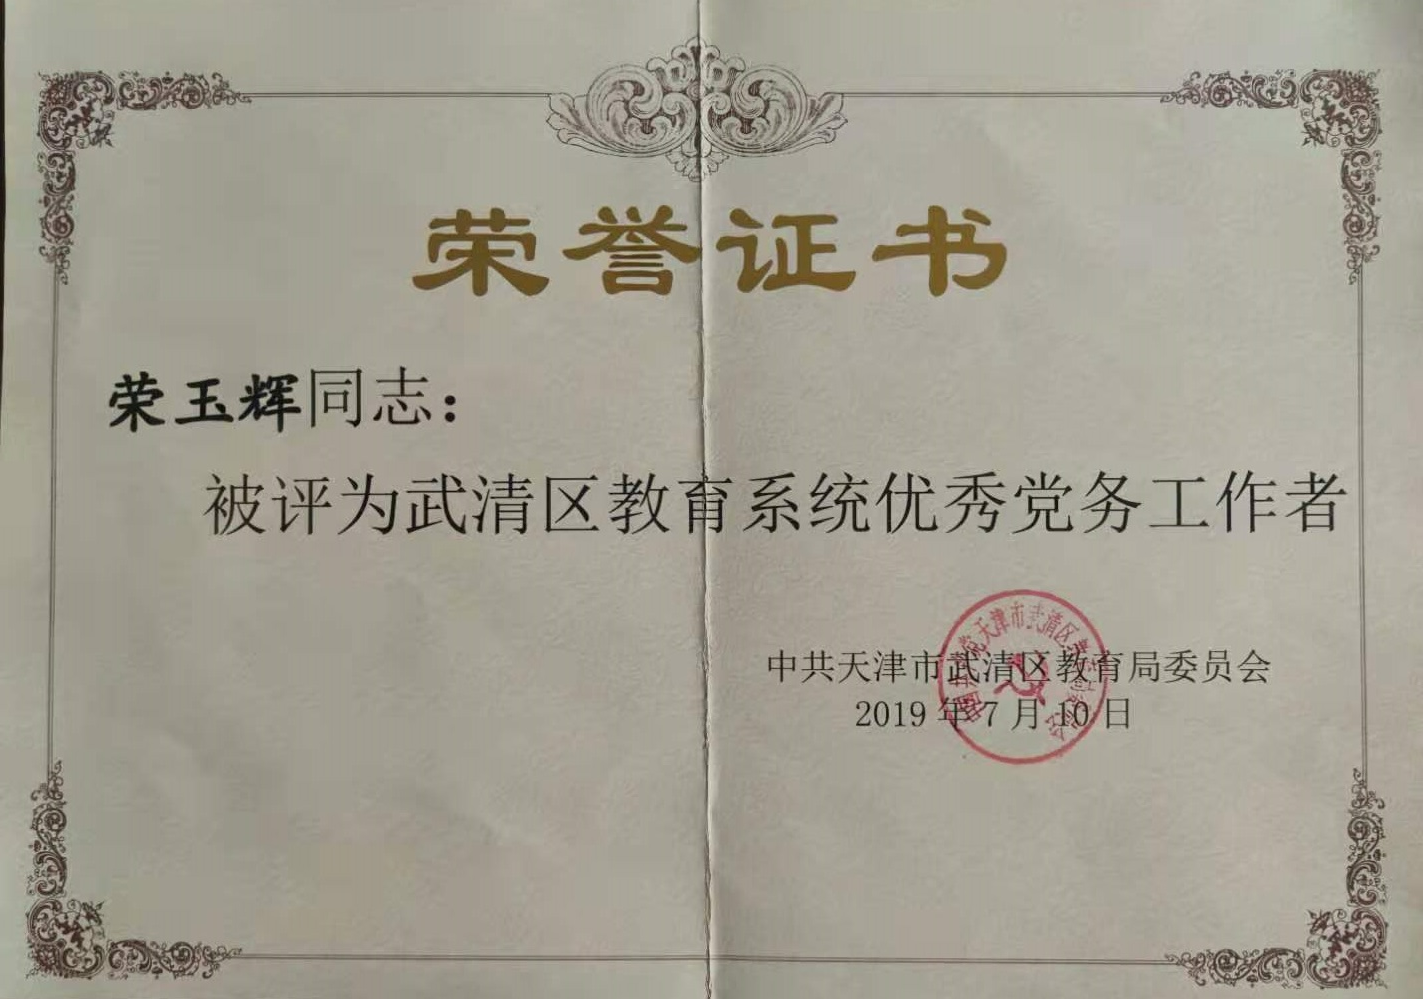 荣誉证书
荣玉辉同志：
被评为武清区教育系统优秀党务工作者
中共天津市武清区教育局委员会
2019年7月10日